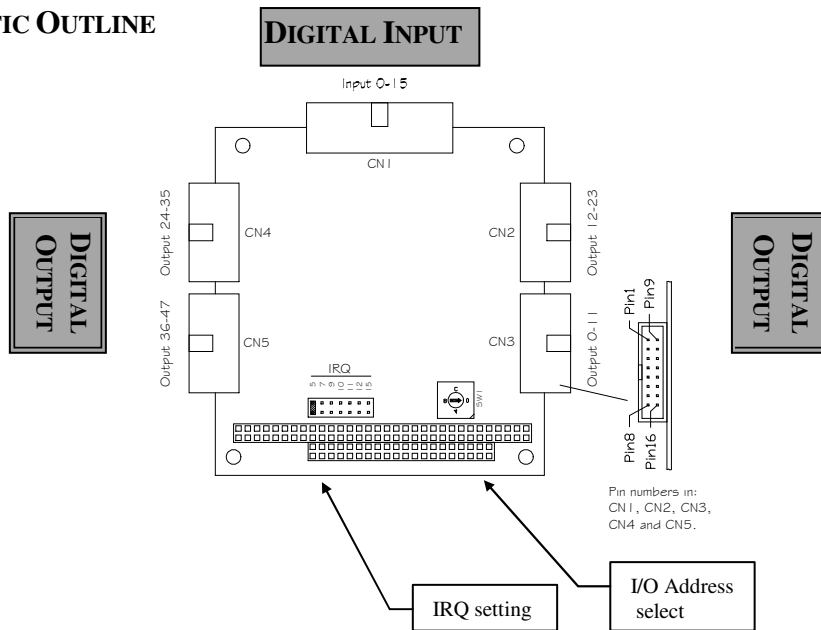 TIC OUTLINE
DIGITAL INPUT
Input 0-15
CN1
Output 24-35
CN4
CN2
Output 12-23
DIGITAL
OUTPUT
DIGITAL
OUTPUT
Output 36-47
CN5
CN3
Output 0-11
Pin1
Pin9
IRQ
5 7 9 10 11 12 15
SW1
Pin8
Pin16
Pin numbers in:
CN1, CN2, CN3,
CN4 and CN5.
IRQ setting
I/O Address
select